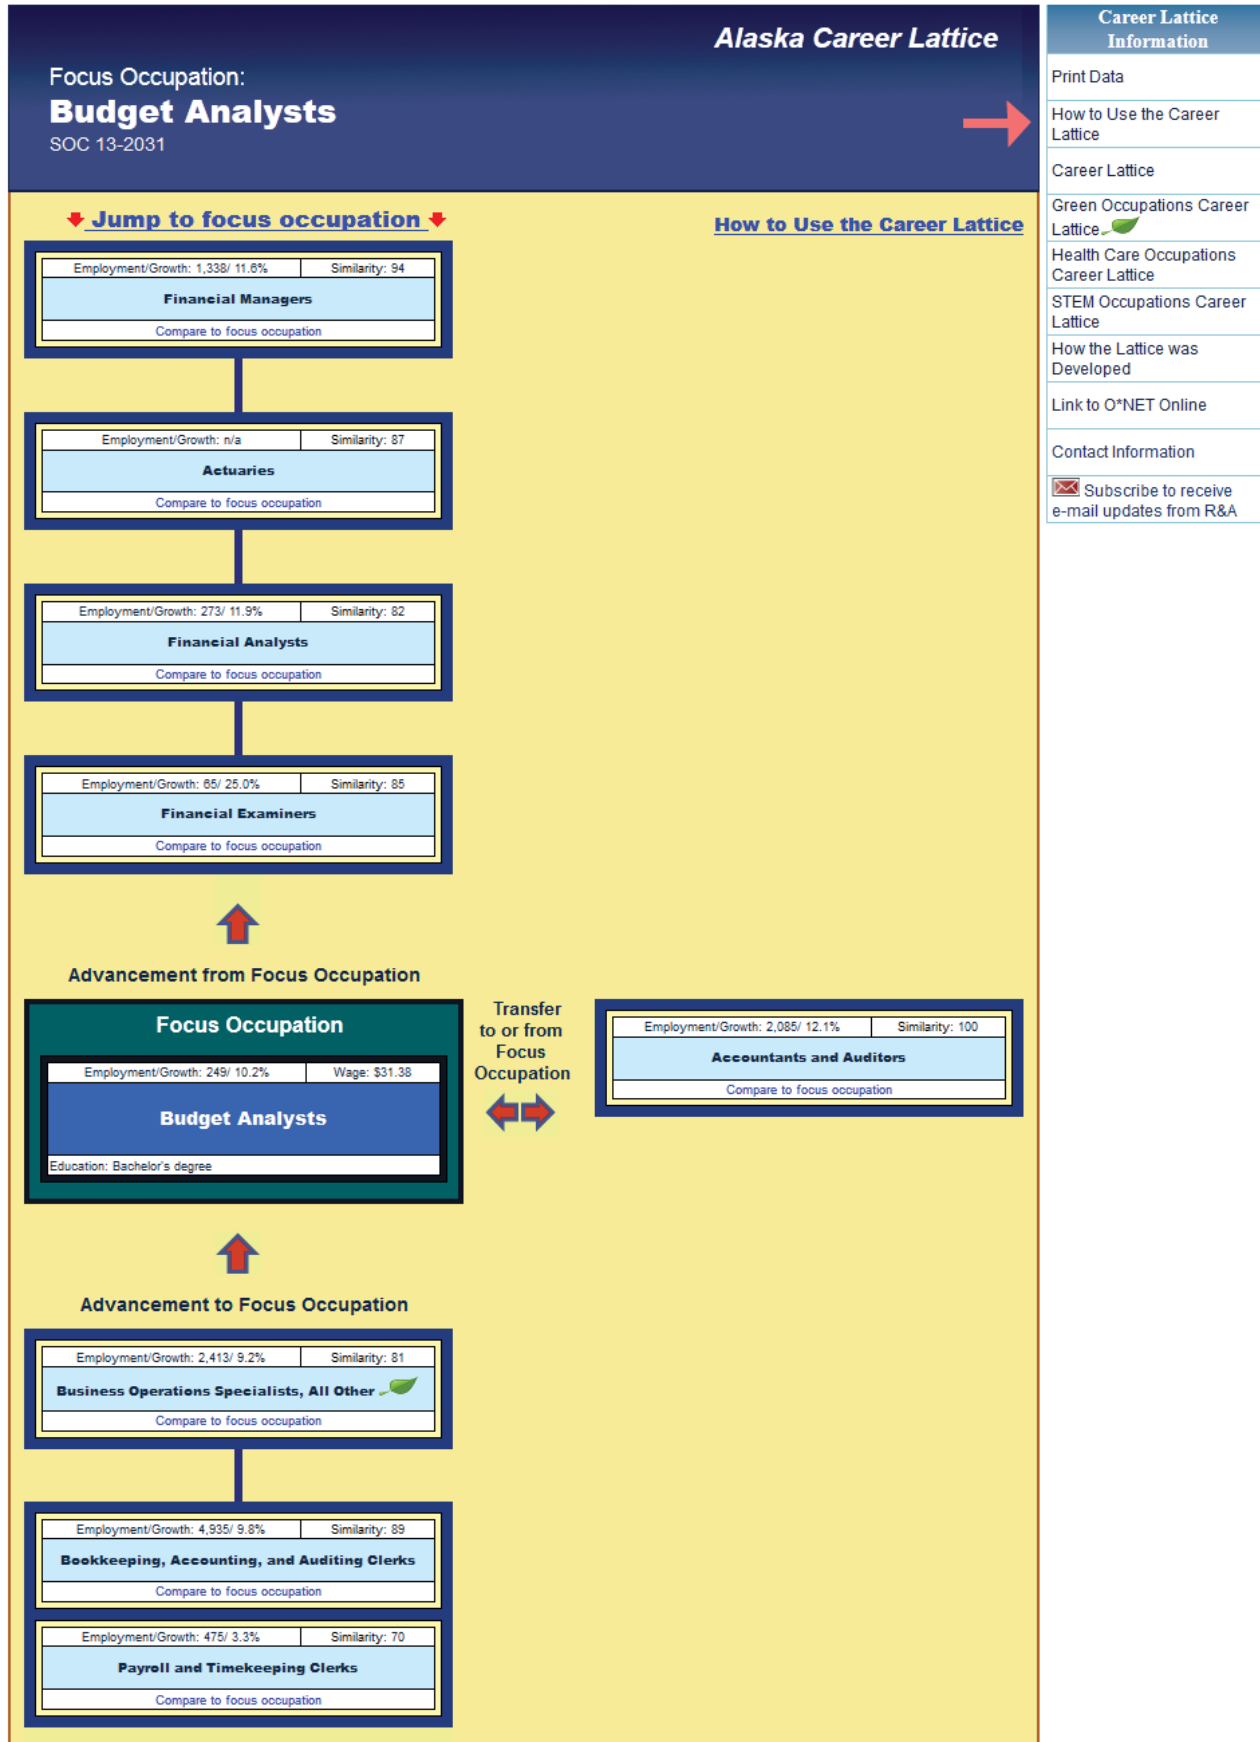 Alaska Career Lattice
Focus Occupation:
Budget Analysts
SOC 13-2031
Jump to focus occupation
How to Use the Career Lattice
Employment/Growth: 1,338/ 11.6% Similarity: 94
Financial Managers
Compare to focus occupation
Employment/Growth: n/a Similarity: 87
Actuaries
Compare to focus occupation
Employment/Growth: 273/ 11.9% Similarity: 82
Financial Analysts
Compare to focus occupation
Employment/Growth: 65/ 25.0% Similarity: 85
Financial Examiners
Compare to focus occupation
Advancement from Focus Occupation
Focus Occupation
Employment/Growth: 249/ 10.2% Wage: $31.38
Budget Analysts
Education: Bachelor's degree
Transfer
to or from
Focus
Occupation
Employment/Growth: 2,085/ 12.1% Similarity: 100
Accountants and Auditors
Compare to focus occupation
Advancement to Focus Occupation
Employment/Growth: 2,413/ 9.2% Similarity: 81
Business Operations Specialists, All Other
Compare to focus occupation
Employment/Growth: 4,935/ 9.8% Similarity: 89
Bookkeeping, Accounting, and Auditing Clerks
Compare to focus occupation
Employment/Growth: 475/ 3.3% Similarity: 70
Payroll and Timekeeping Clerks
Compare to focus occupation
Career Lattice
Information
Print Data
How to Use the Career
Lattice
Career Lattice
Green Occupations Career
Lattice
Health Care Occupations
Career Lattice
STEM Occupations Career
Lattice
How the Lattice was
Developed
Link to O*NET Online
Contact Information
Subscribe to receive
e-mail updates from R&A